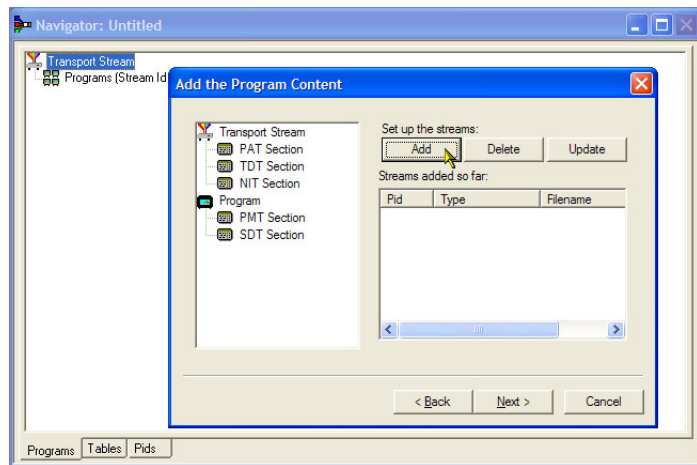 Navigator: Untitled
Transport Stream
Programs (Stream Id
Add the Program Content
Transport Stream
PAT Section
TDT Section
NIT Section
Program
PMT Section
SDT Section
Set up the streams:
Add Delete Update
Streams added so far:
Pid Type Filename
< Back Next > Cancel
Programs Tables Pids